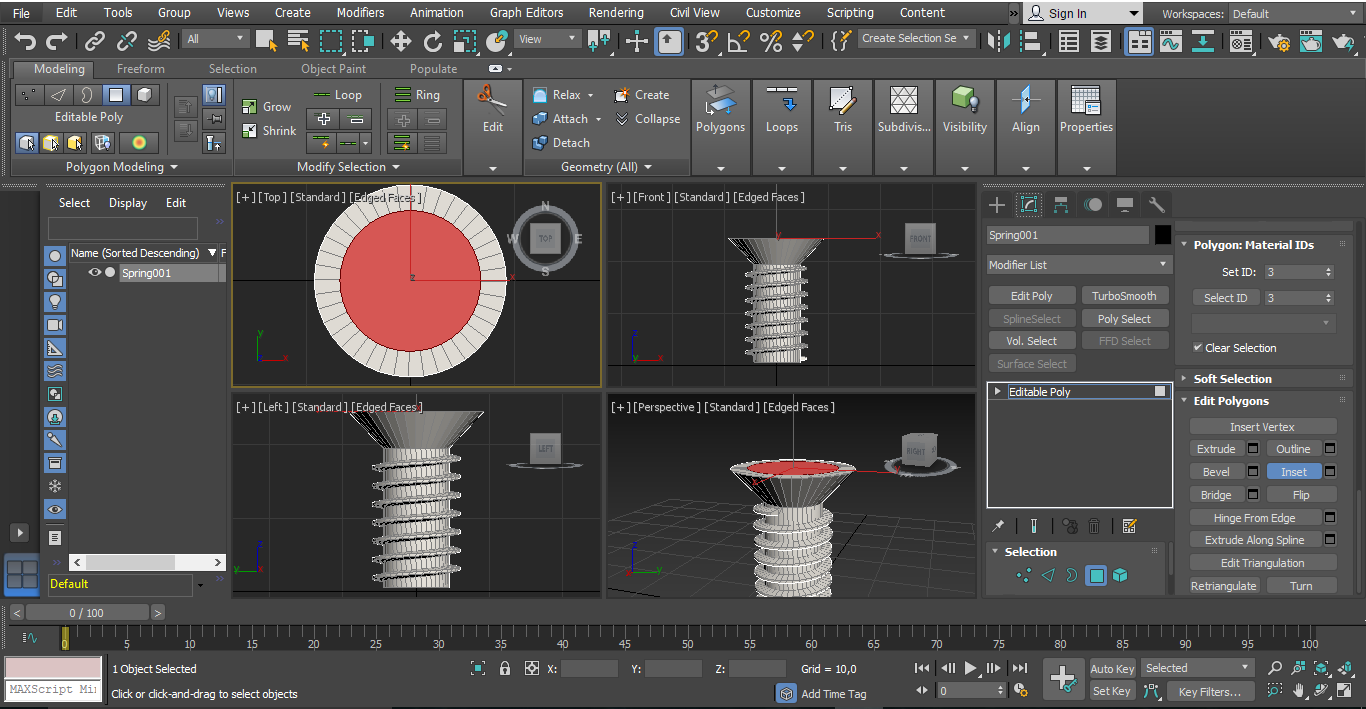 File Edit Tools Group Views Create Modifiers Animation Graph Editors Rendering Civil View Customize Scripting Content » Sign In Workspaces: Default
All View Create Selection Se
Modeling Freeform Selection Object Paint Populate
Editable Poly
Polygon Modeling
Grow Loop Ring
Shrink
Modify Selection
Edit
Relax Create
Attach Collapse
Detach
Geometry (All)
Polygons Loops Tris Subdivis... Visibility Align Properties
Select Display Edit
Name (Sorted Descending) F
Spring001
Default
[+] [Top] [Standard] [Edged Faces]
N
W TOP E
S
z x
y
x
[+] [Front] [Standard] [Edged Faces]
y x
FRONT
z
y x
[+] [Left] [Standard] [Edged Faces]
LEFT
z
y x
[+] [Perspective] [Standard] [Edged Faces]
RIGHT
z
x y
Spring001
Modifier List
Edit Poly TurboSmooth
SplineSelect Poly Select
Vol. Select FFD Select
Surface Select
Editable Poly
Selection
Polygon: Material IDs
Set ID: 3
Select ID 3
Clear Selection
Soft Selection
Edit Polygons
Insert Vertex
Extrude Outline
Bevel Inset
Bridge Flip
Hinge From Edge
Extrude Along Spline
Edit Triangulation
Retriangulate Turn
< 0 / 100 >
0 5 10 15 20 25 30 35 40 45 50 55 60 65 70 75 80 85 90 95 100
MAXScript Mi
1 Object Selected
Click or click-and-drag to select objects
X: Y: Z: Grid = 10,0
Add Time Tag
0
Auto Key Selected
Set Key Key Filters...